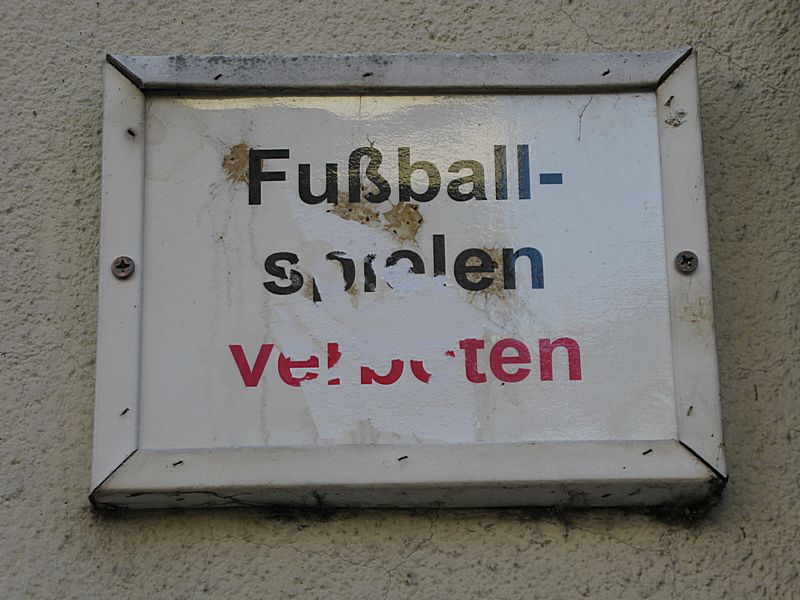 Fußball-
spielen
verboten